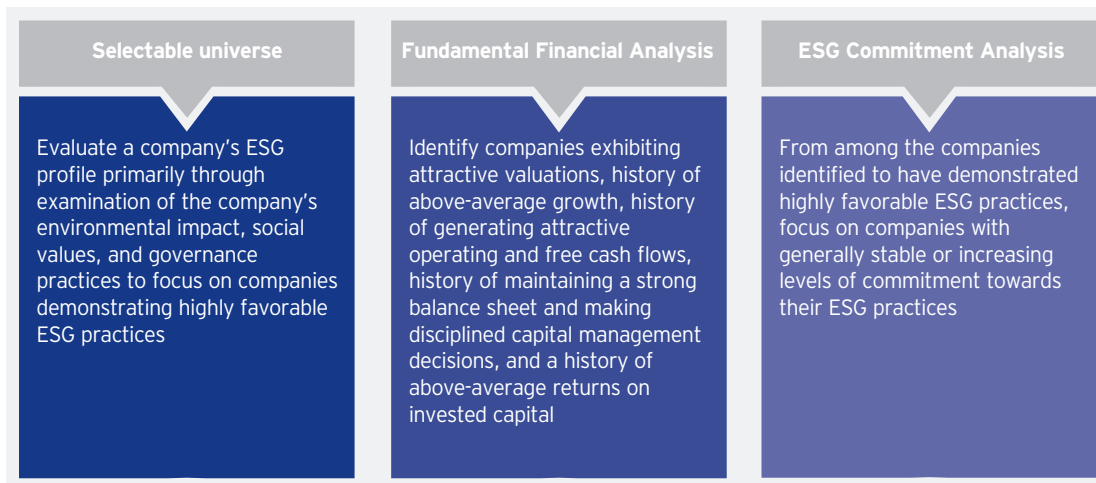 Selectable universe
Evaluate a company's ESG
profile primarily through
examination of the company's
environmental impact, social
values, and governance
practices to focus on companies
demonstrating highly favorable
ESG practices
Fundamental Financial Analysis
Identify companies exhibiting
attractive valuations, history of
above-average growth, history
of generating attractive
operating and free cash flows,
history of maintaining a strong
balance sheet and making
disciplined capital management
decisions, and a history of
above-average returns on
invested capital
ESG Commitment Analysis
From among the companies
identified to have demonstrated
highly favorable ESG practices,
focus on companies with
generally stable or increasing
levels of commitment towards
their ESG practices